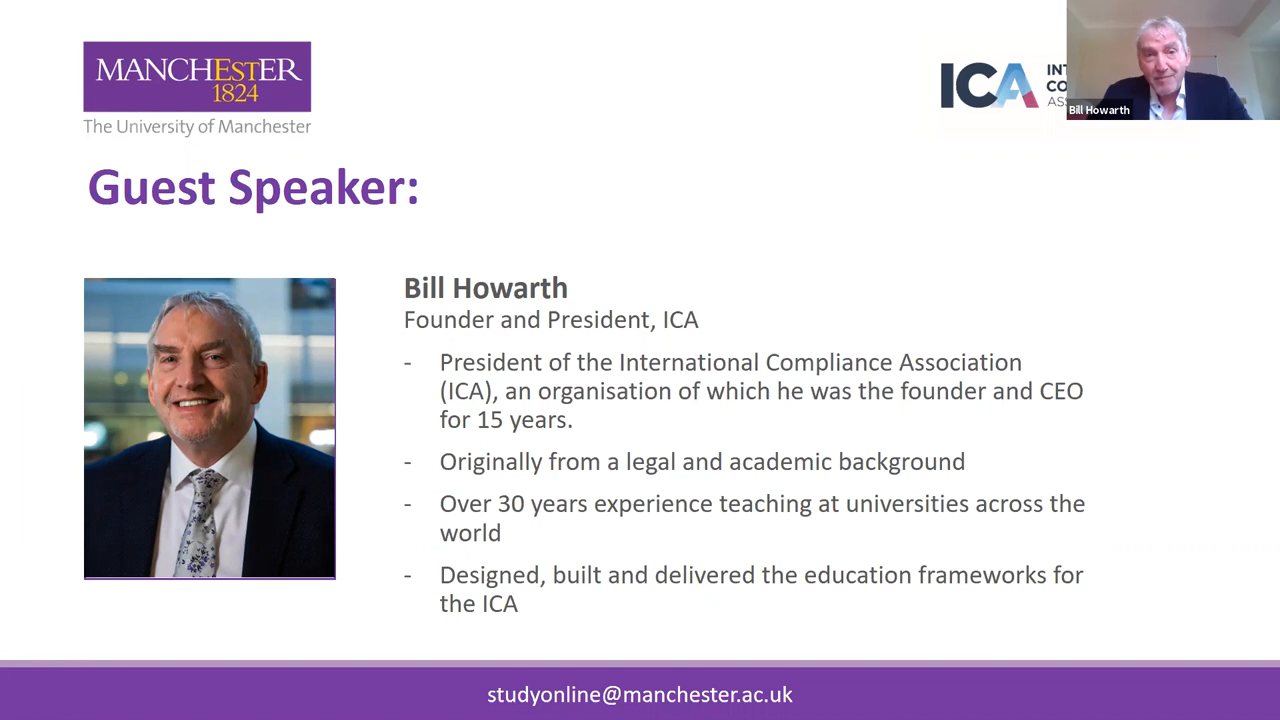 MANCHESTER
1824
The University of Manchester
ICA
Bill Howarth
Guest Speaker:
Bill Howarth
Founder and President, ICA
- President of the International Compliance Association
(ICA), an organisation of which he was the founder and CEO
for 15 years.
- Originally from a legal and academic background
- Over 30 years experience teaching at universities across the
world
- Designed, built and delivered the education frameworks for
the ICA
studyonline@manchester.ac.uk